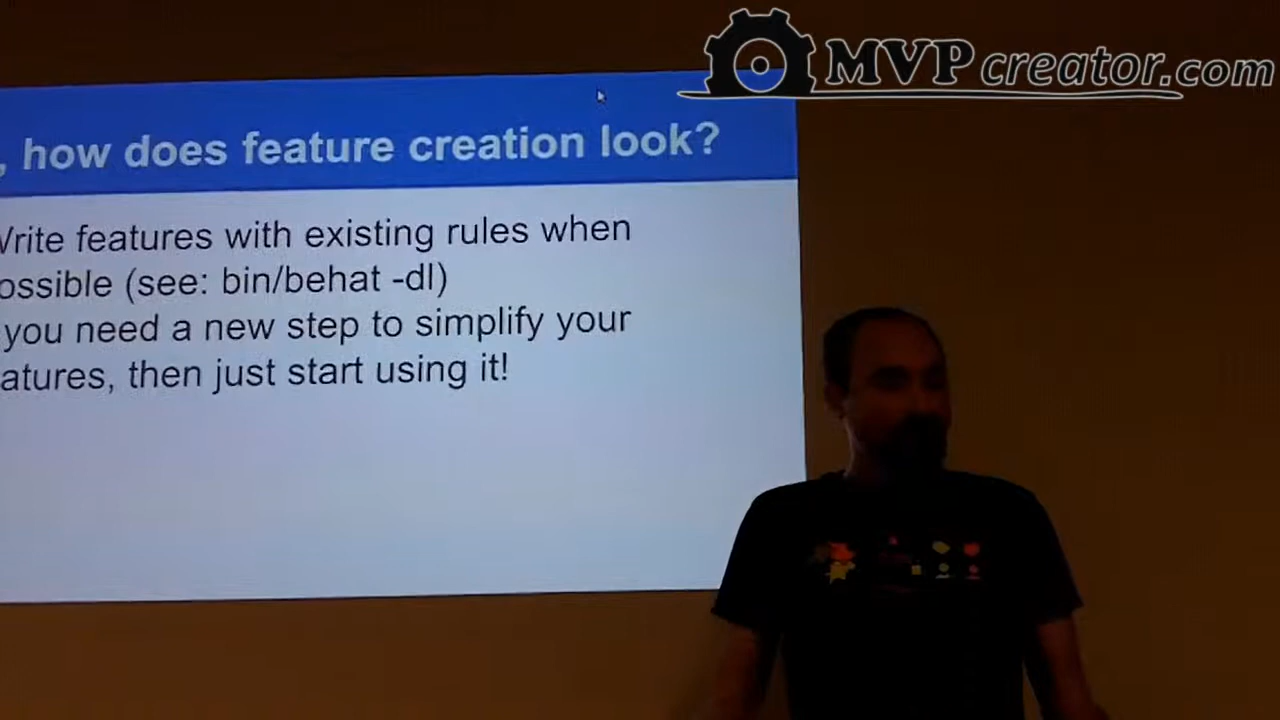 MVPcreator.com
, how does feature creation look?
Write features with existing rules when
ossible (see: bin/behat -dl)
you need a new step to simplify your
atures, then just start using it!